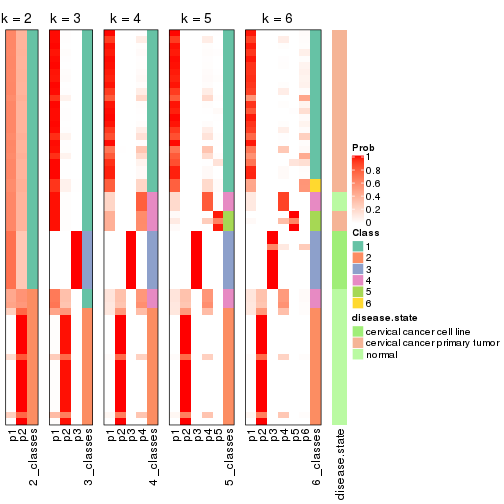 k = 2 k = 3 k = 4 k = 5 k = 6
Prob
1
0.8
0.6
0.4
0.2
0
Class
1
2
3
4
5
6
disease.state
cervical cancer cell line
cervical cancer primary tumor
normal
p1 p2 2_classes p1 p2 p3 3_classes p1 p2 p3 p4 4_classes p1 p2 p3 p4 p5 5_classes p1 p2 p3 p4 p5 p6 6_classes disease.state